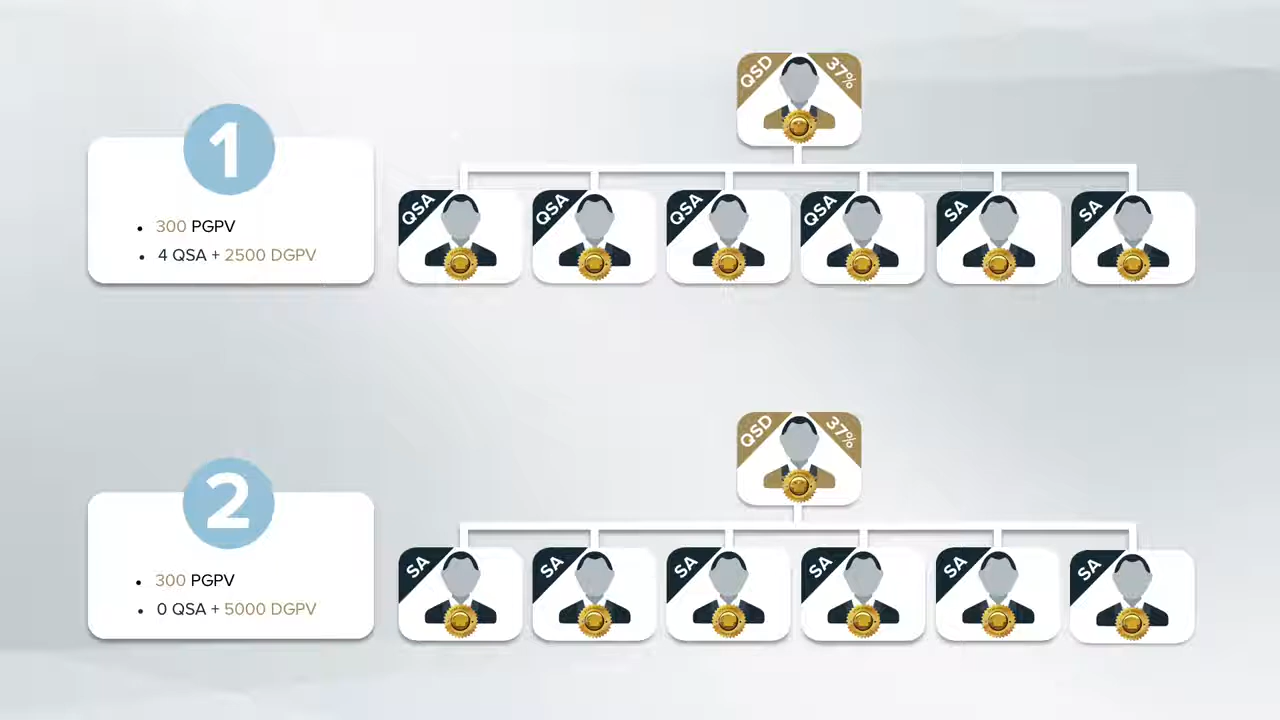 QSD 37%
1
• 300 PGPV
• 4 QSA + 2500 DGPV
QSA
QSA
QSA
QSA
SA
SA
QSD 37%
2
• 300 PGPV
• 0 QSA + 5000 DGPV
SA
SA
SA
SA
SA
SA